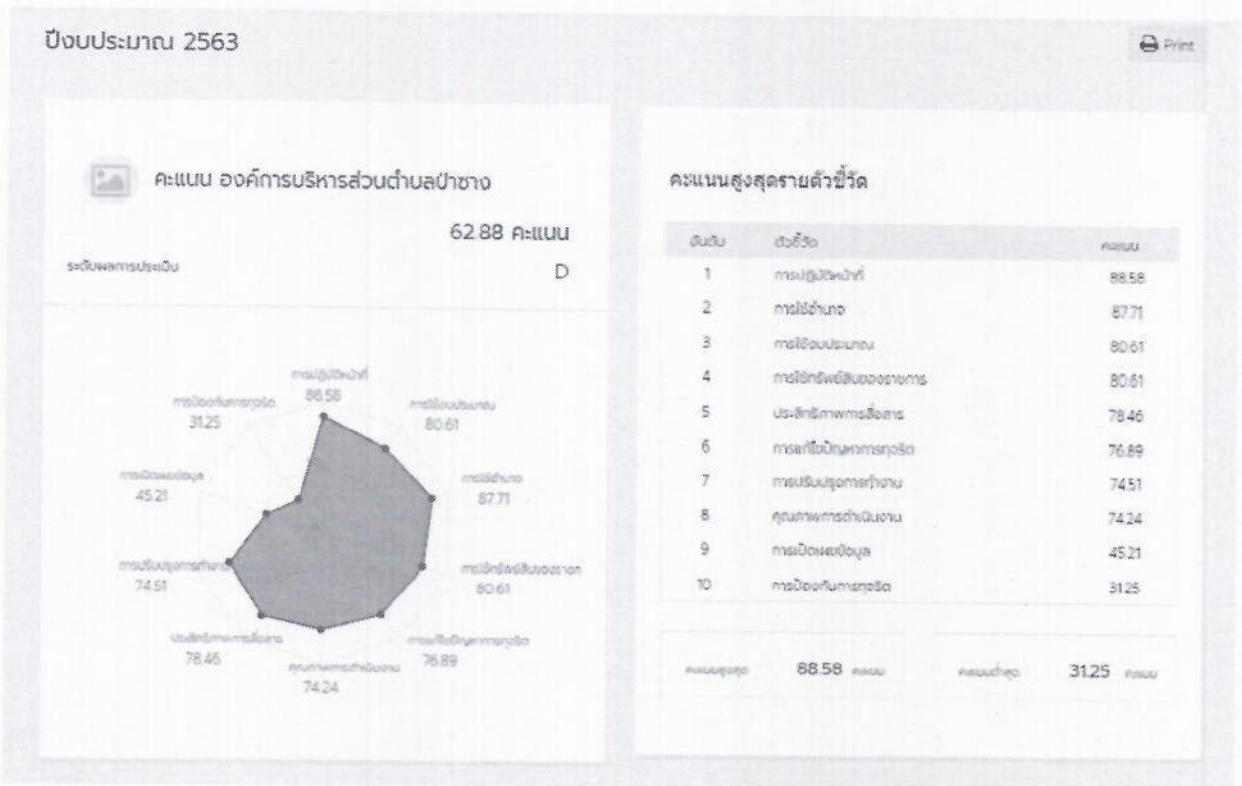 ปีงบประมาณ 2563
Print
คะแนน องค์การบริหารส่วนตำบลป่าซาง
62.88 คะแนน
ระดับผลการประเมิน
D
การปฏิบัติหน้าที่
88.58
การใช้งบประมาณ
80.61
การใช้อำนาจ
87.71
การใช้ทรัพย์สินของราชก
80.61
การแก้ไขปัญหาการทุจริต
76.89
คุณภาพการดำเนินงาน
74.24
ประสิทธิภาพการสื่อสาร
78.46
การปรับปรุงการทำงาน
74.51
การเปิดเผยข้อมูล
45.21
การป้องกันการทุจริต
31.25
คะแนนสูงสุดรายตัวชี้วัด
อันดับ ตัวชี้วัด คะแนน
1 การปฏิบัติหน้าที่ 88.58
2 การใช้อำนาจ 87.71
3 การใช้งบประมาณ 80.61
4 การใช้ทรัพย์สินของราชการ 80.61
5 ประสิทธิภาพการสื่อสาร 78.46
6 การแก้ไขปัญหาการทุจริต 76.89
7 การปรับปรุงการทำงาน 74.51
8 คุณภาพการดำเนินงาน 74.24
9 การเปิดเผยข้อมูล 45.21
10 การป้องกันการทุจริต 31.25
คะแนนสูงสุด 88.58 คะแนน คะแนนต่ำสุด 31.25 คะแนน